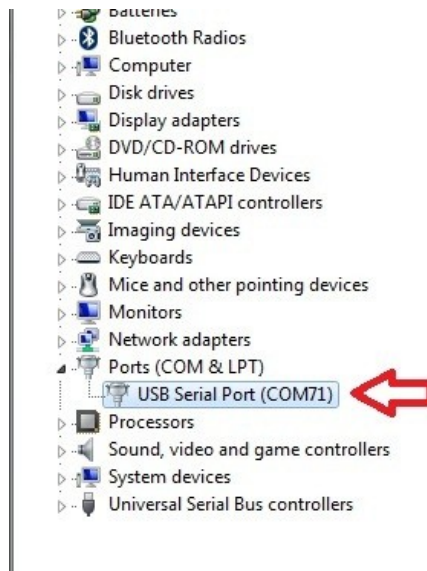 Batteries
Bluetooth Radios
Computer
Disk drives
Display adapters
DVD/CD-ROM drives
Human Interface Devices
IDE ATA/ATAPI controllers
Imaging devices
Keyboards
Mice and other pointing devices
Monitors
Network adapters
Ports (COM & LPT)
USB Serial Port (COM71)
Processors
Sound, video and game controllers
System devices
Universal Serial Bus controllers